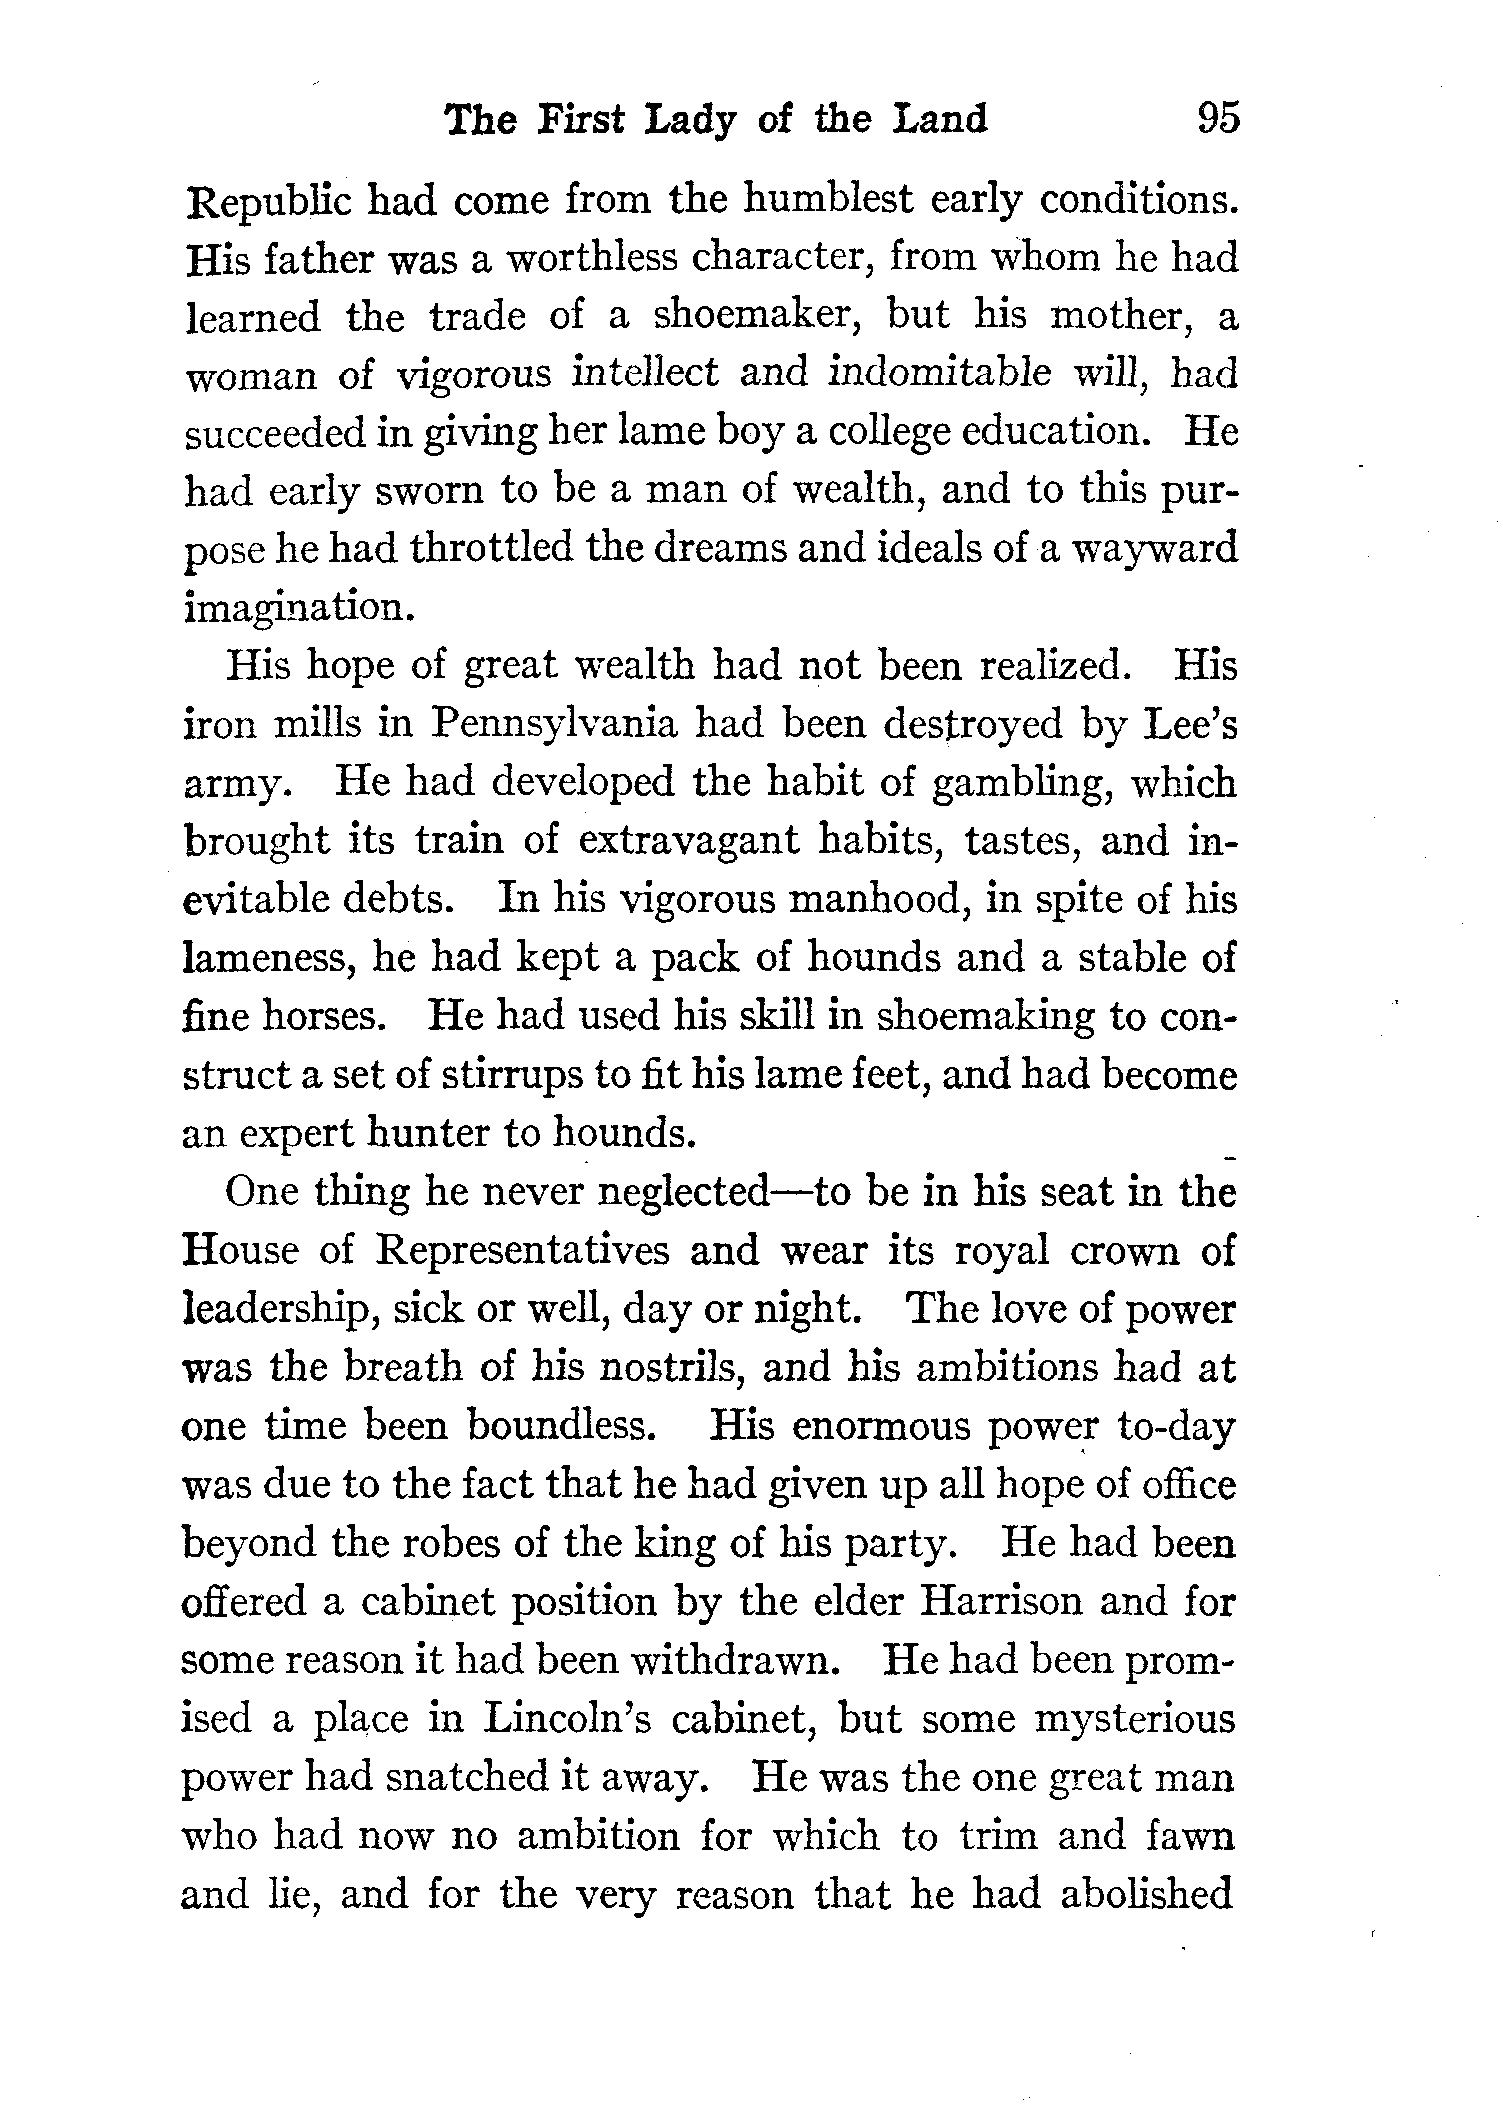 The First Lady of the Land 95
Republic had come from the humblest early conditions.
His father was a worthless character, from whom he had
learned the trade of a shoemaker, but his mother, a
woman of vigorous intellect and indomitable will, had
succeeded in giving her lame boy a college education. He
had early sworn to be a man of wealth, and to this pur-
pose he had throttled the dreams and ideals of a wayward
imagination.
His hope of great wealth had not been realized. His
iron mills in Pennsylvania had been destroyed by Lee's
army. He had developed the habit of gambling, which
brought its train of extravagant habits, tastes, and in-
evitable debts. In his vigorous manhood, in spite of his
lameness, he had kept a pack of hounds and a stable of
fine horses. He had used his skill in shoemaking to con-
struct a set of stirrups to fit his lame feet, and had become
an expert hunter to hounds.
One thing he never neglected—to be in his seat in the
House of Representatives and wear its royal crown of
leadership, sick or well, day or night. The love of power
was the breath of his nostrils, and his ambitions had at
one time been boundless. His enormous power to-day
was due to the fact that he had given up all hope of office
beyond the robes of the king of his party. He had been
offered a cabinet position by the elder Harrison and for
some reason it had been withdrawn. He had been prom-
ised a place in Lincoln's cabinet, but some mysterious
power had snatched it away. He was the one great man
who had now no ambition for which to trim and fawn
and lie, and for the very reason that he had abolished